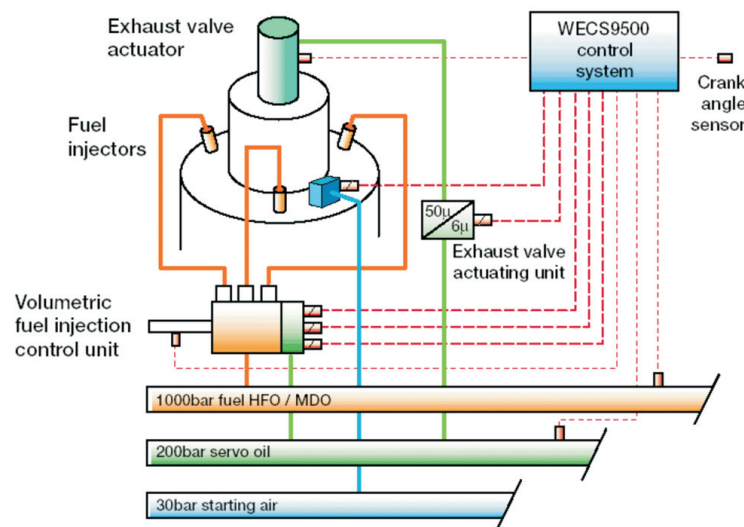 Exhaust valve
actuator
WECS9500
control
system
Crank
angle
sensor
Fuel
injectors
50μ
6μ
Exhaust valve
actuating unit
Volumetric
fuel injection
control unit
1000bar fuel HFO / MDO
200bar servo oil
30bar starting air